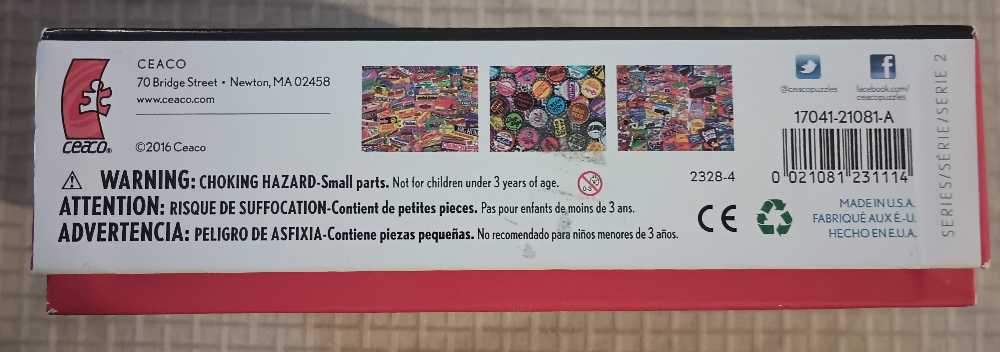 CEACO
70 Bridge Street • Newton, MA 02458
www.ceaco.com
ceaco®
©2016 Ceaco
@ceacopuzzles
facebook.com/
ceacopuzzles
17041-21081-A
2328-4
0 021081 231114
WARNING: CHOKING HAZARD-Small parts. Not for children under 3 years of age.
0-3
ATTENTION: RISQUE DE SUFFOCATION-Contient de petites pieces. Pas pour enfants de moins de 3 ans.
ADVERTENCIA: PELIGRO DE ASFIXIA-Contiene piezas pequeñas. No recomendado para niños menores de 3 años.
CE
MADE IN U.S.A.
FABRIQUÉ AUX É.-U.
HECHO EN E.U.A.
SERIES/SÉRIE/SERIE 2